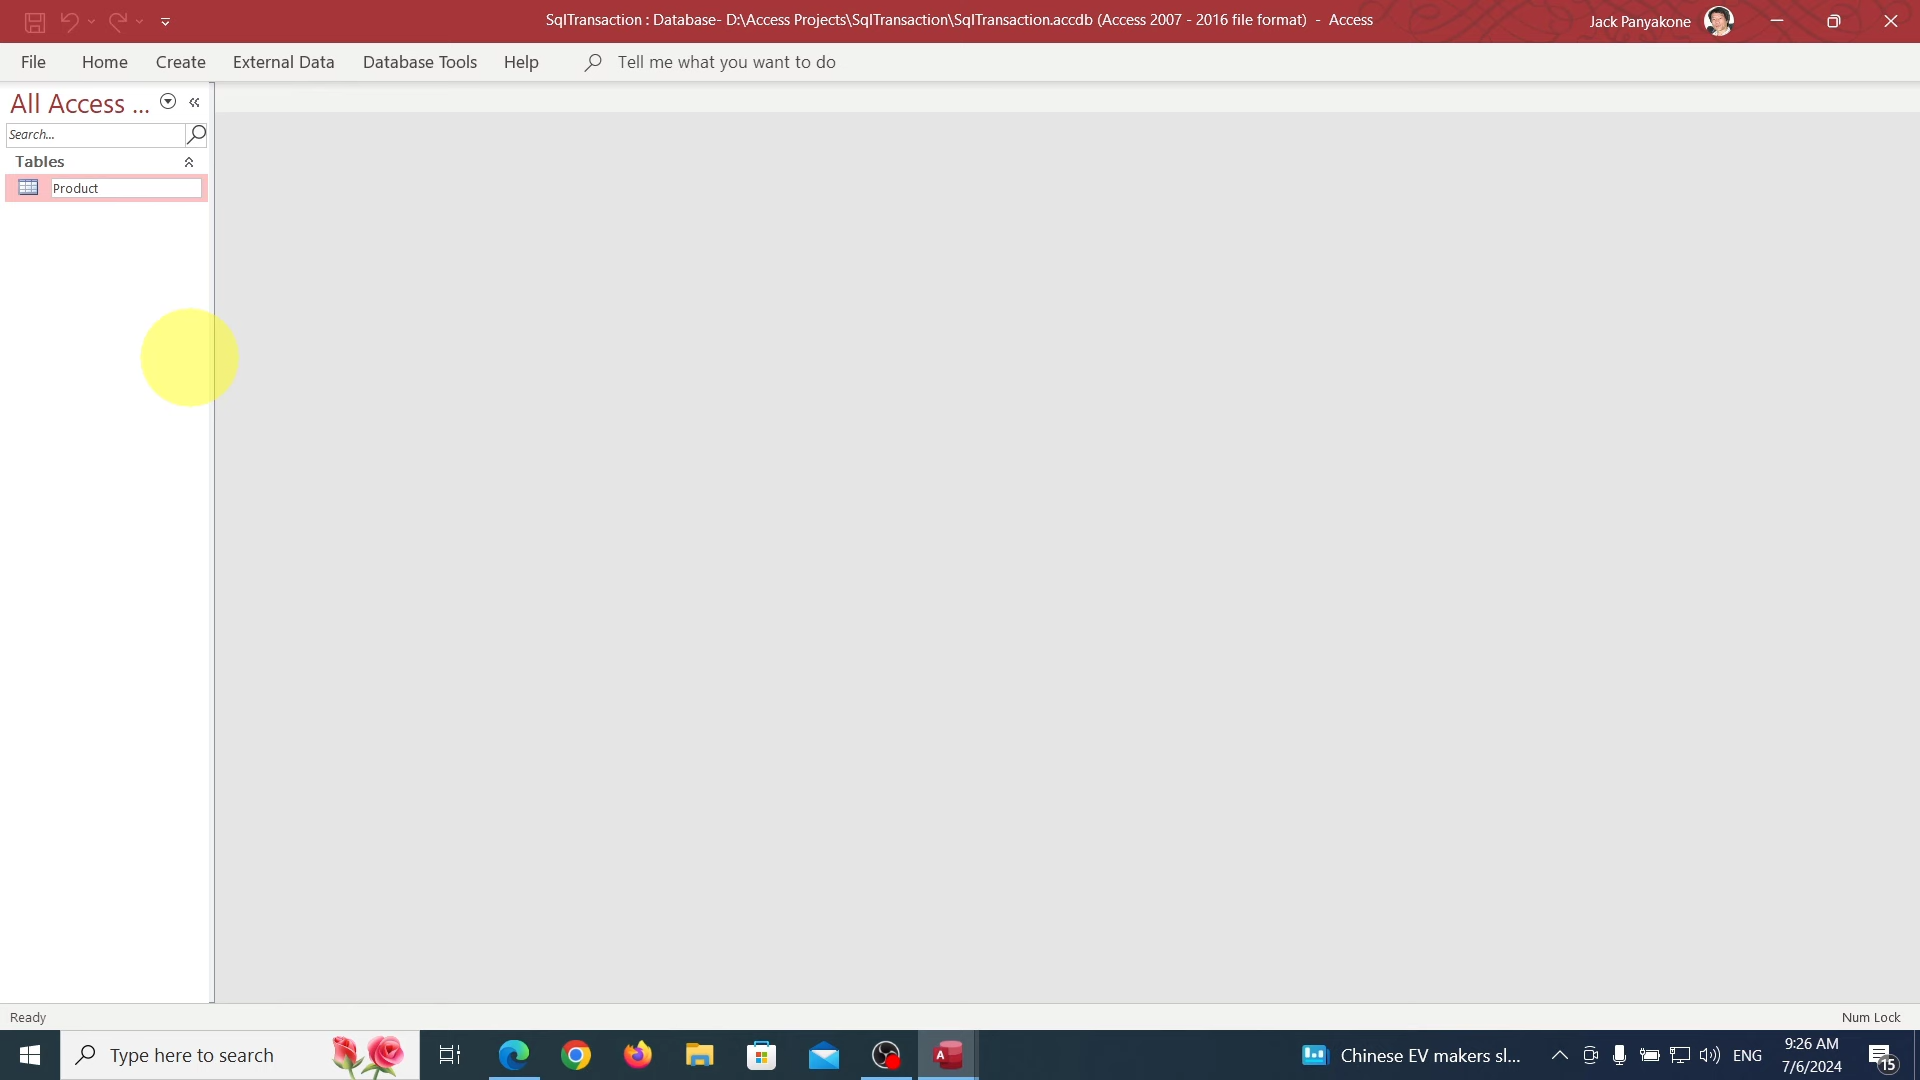 SqlTransaction : Database- D:\Access Projects\SqlTransaction\SqlTransaction.accdb (Access 2007 - 2016 file format)  -  Access
Jack Panyakone
File Home Create External Data Database Tools Help Tell me what you want to do
All Access ...
Search...
Tables
Product
Ready
Num Lock
Type here to search
A
Chinese EV makers sl...
ENG
9:26 AM
7/6/2024
15